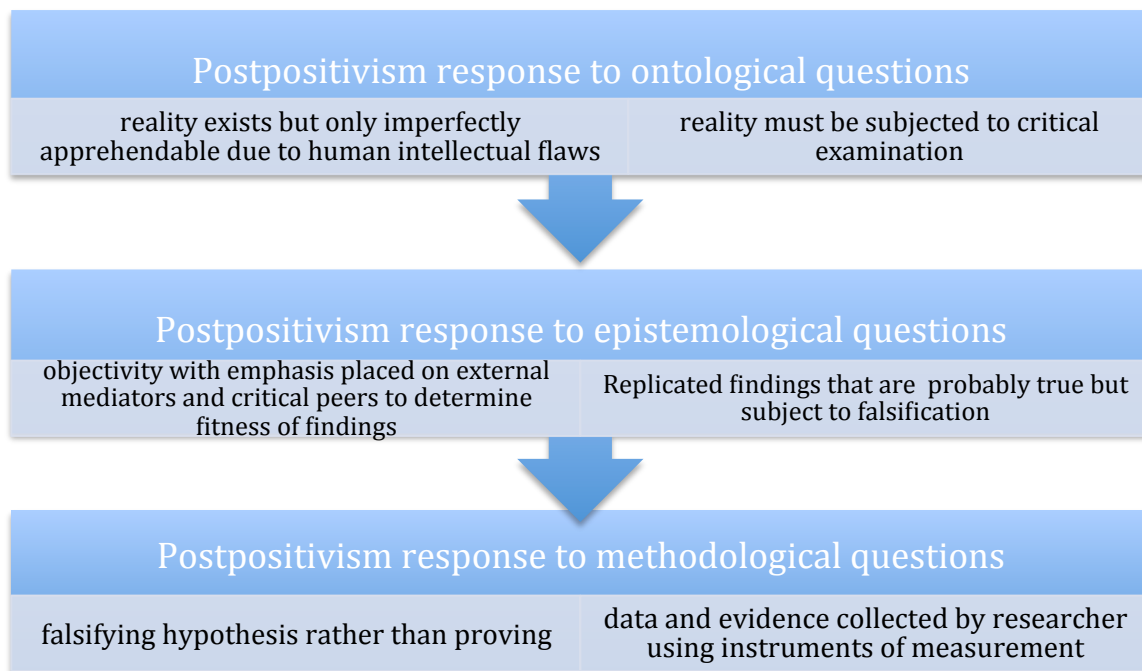 Postpositivism response to ontological questions
reality exists but only imperfectly
apprehendable due to human intellectual flaws
reality must be subjected to critical
examination
Postpositivism response to epistemological questions
objectivity with emphasis placed on external
mediators and critical peers to determine
fitness of findings
Replicated findings that are probably true but
subject to falsification
Postpositivism response to methodological questions
falsifying hypothesis rather than proving
data and evidence collected by researcher
using instruments of measurement